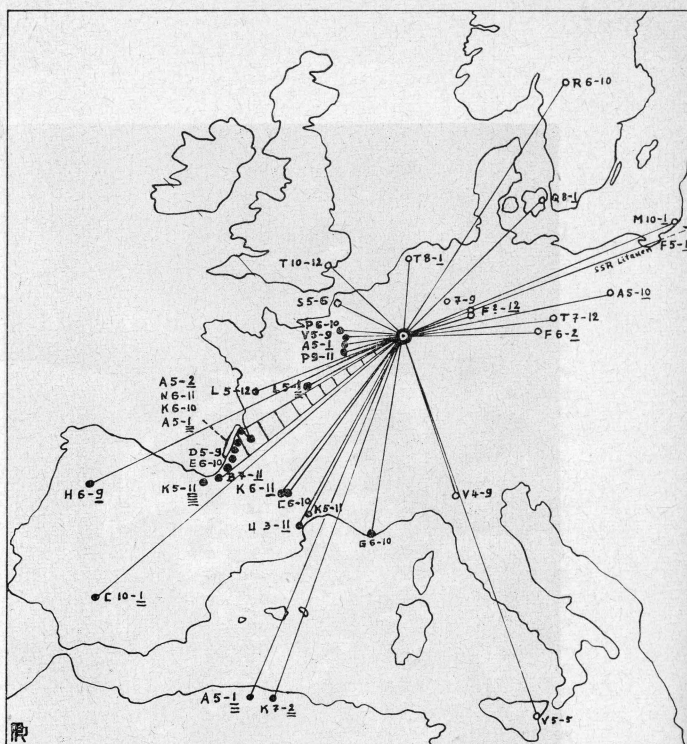 R 6-10
Q 8-1
M 10-1
F 5-1
SSR Litauen
T 10-12
T 8-1
A 5-10
S 5-6
7-9
F?-12
T 7-12
P 6-10
V 5-9
F 6-2
A 5-1
P 9-11
A 5-2
N 6-11
K 6-10
A 5-1
L 5-12
L 5-1
D 5-9
E 6-10
B 7-11
K 5-11
K 6-11
H 6-9
C 6-10
K 5-11
V 4-9
U 3-11
G 6-10
C 10-1
A 5-1
K 7-2
V 5-5